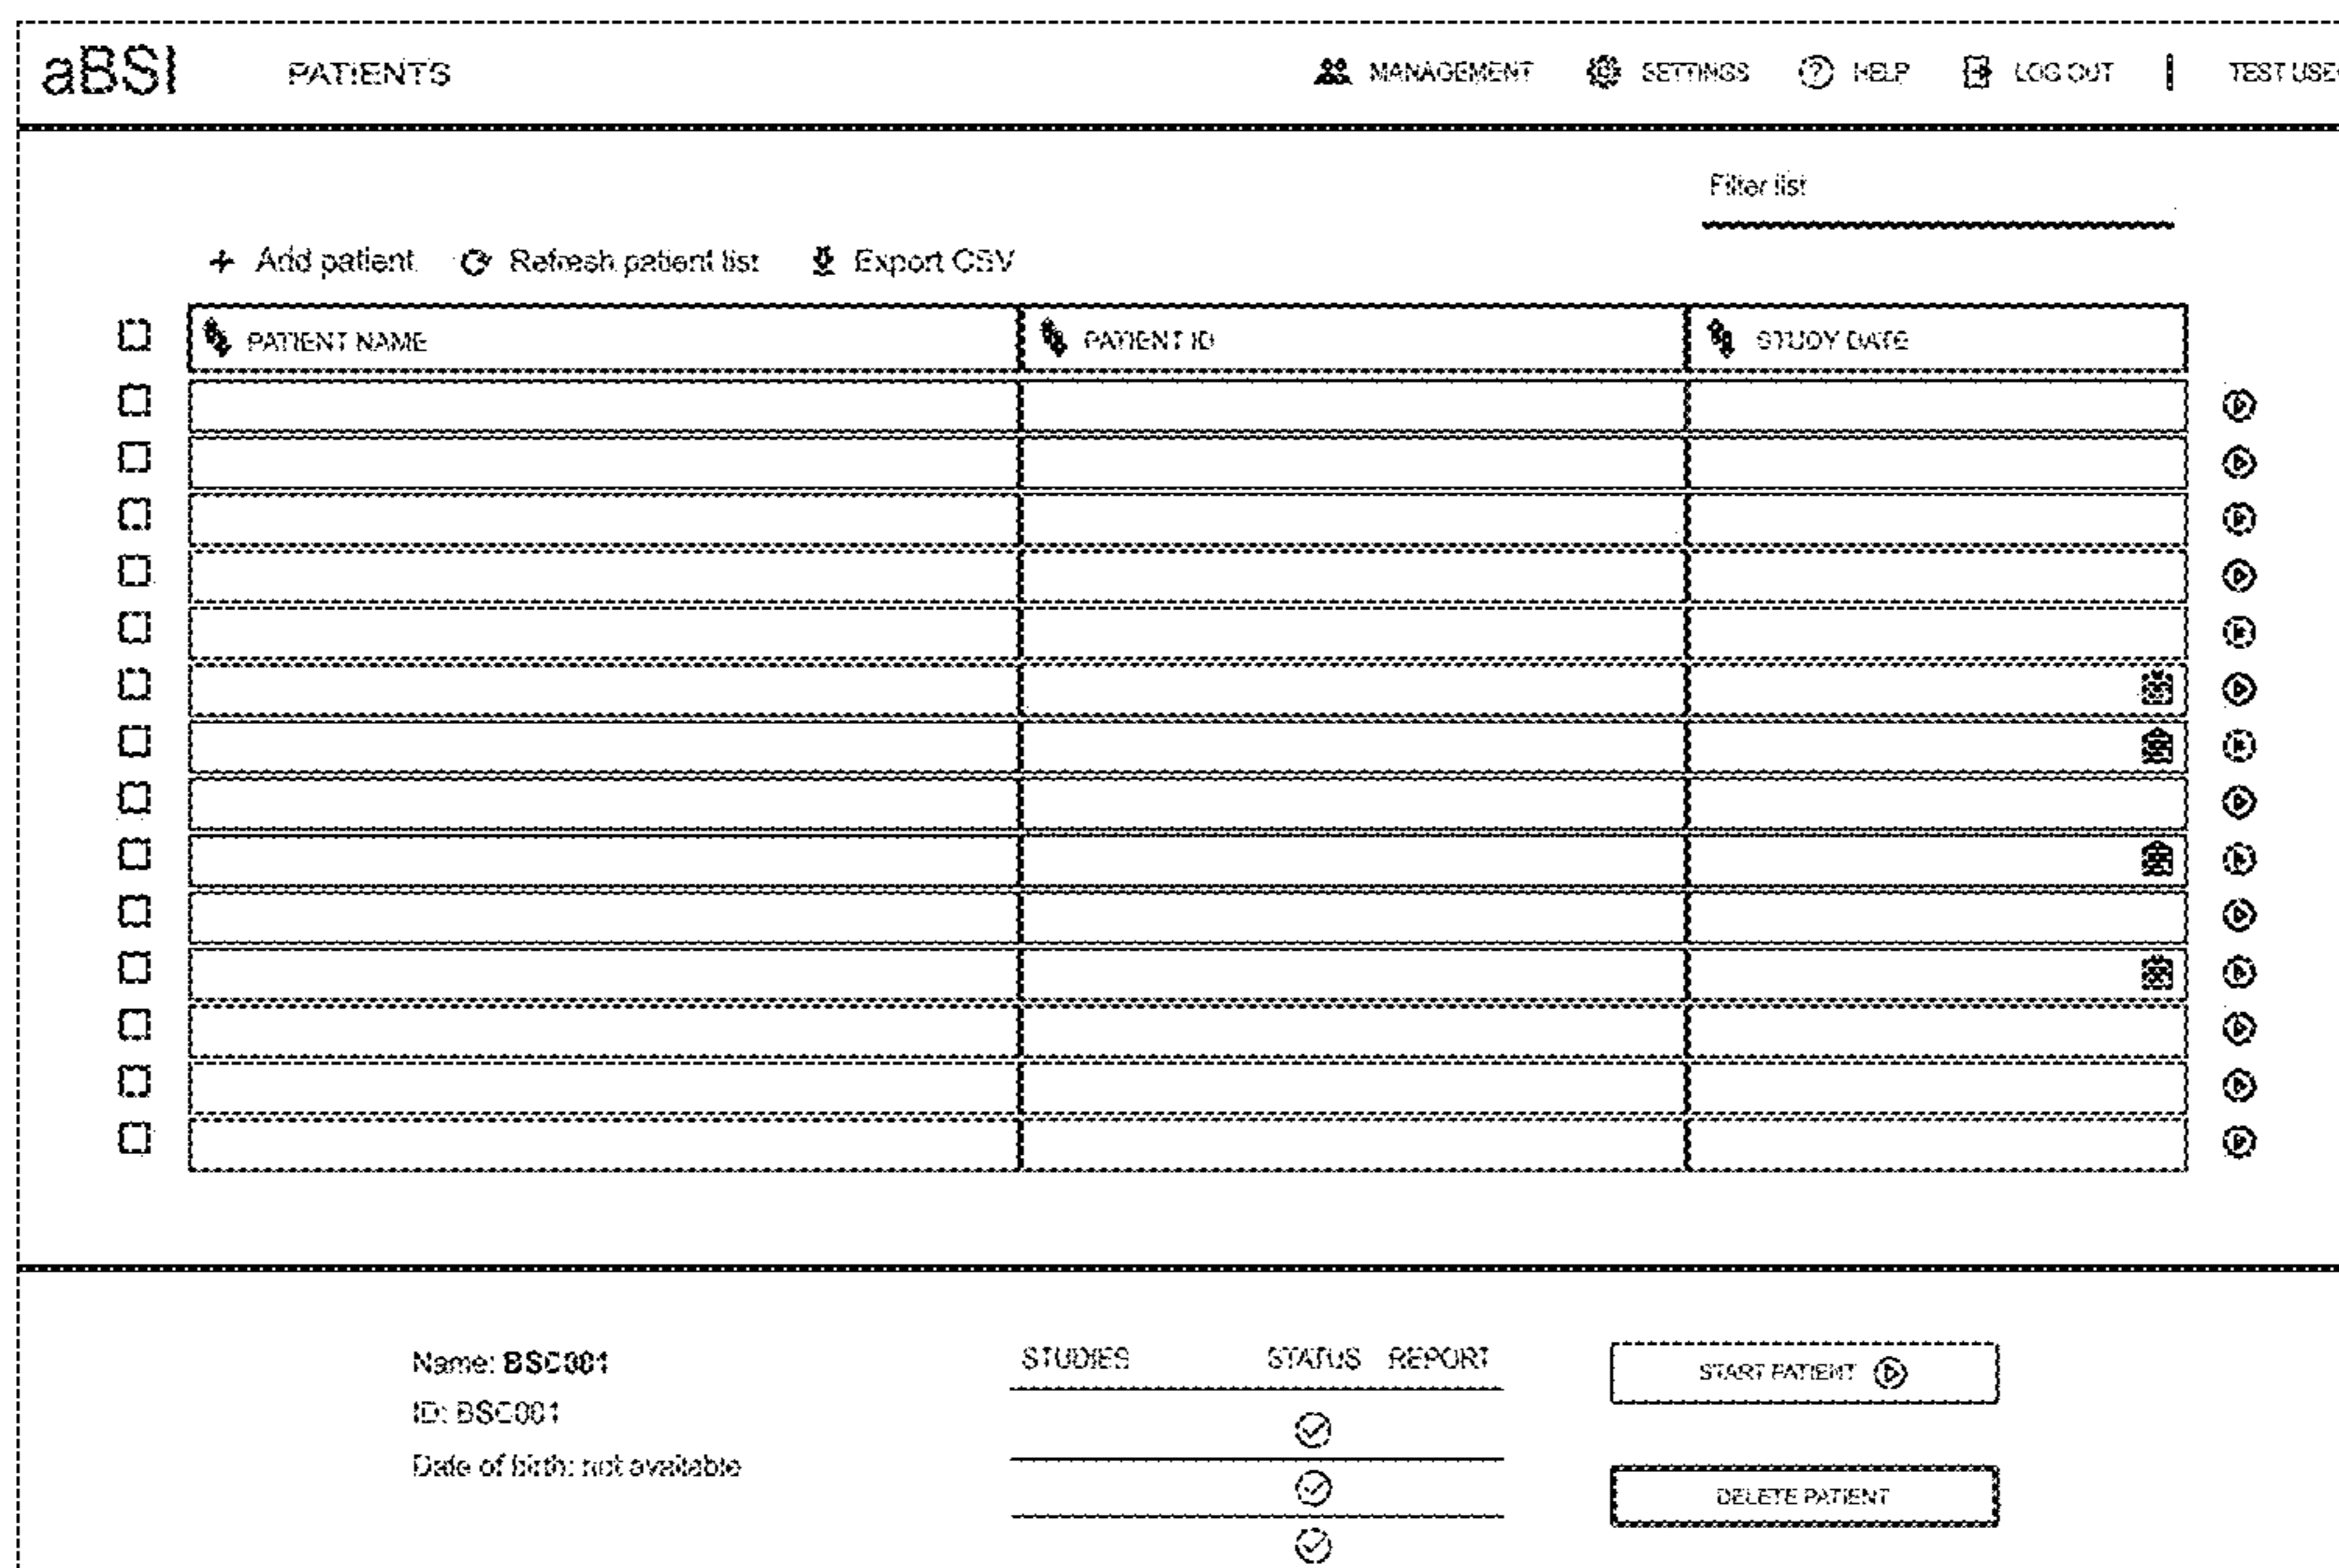 aBSI PATIENTS MANAGEMENT SETTINGS HELP LOG OUT TEST USE
Filter list
Add patient Refresh patient list Export CSV
PATIENT NAME PATIENT ID STUDY DATE
Name: BSC001 STUDIES STATUS REPORT START PATIENT
ID: BSC001
Date of birth: not available
DELETE PATIENT